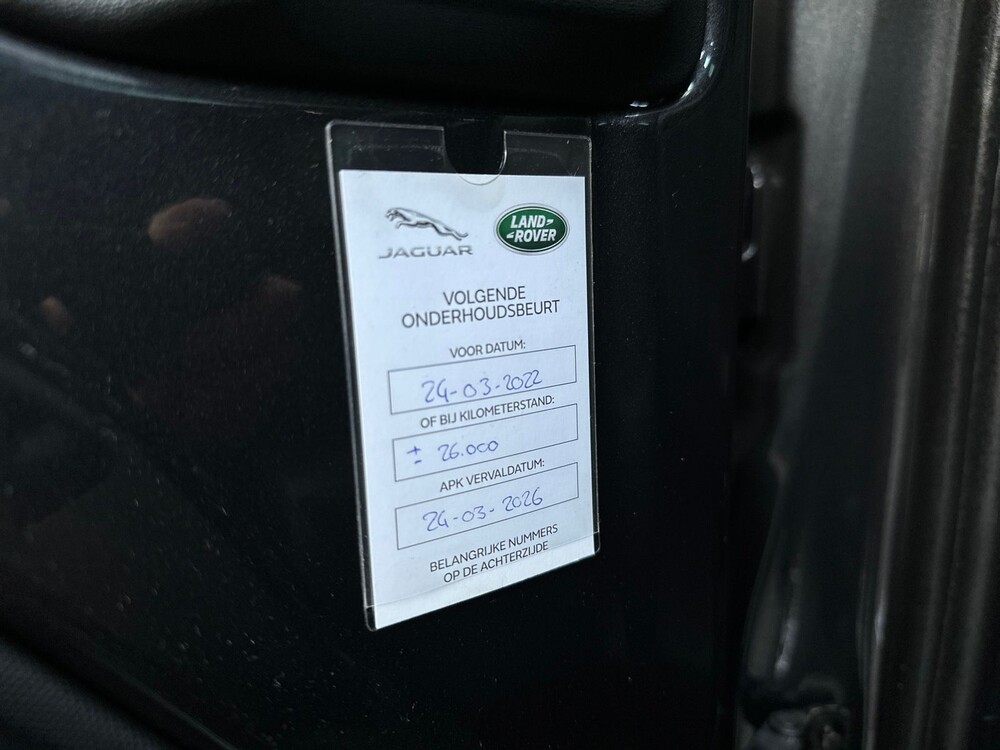 JAGUAR
LAND
ROVER
VOLGENDE
ONDERHOUDSBEURT
VOOR DATUM:
24-03-2022
OF BIJ KILOMETERSTAND:
± 26.000
APK VERVALDATUM:
24-03-2026
BELANGRIJKE NUMMERS
OP DE ACHTERZIJDE